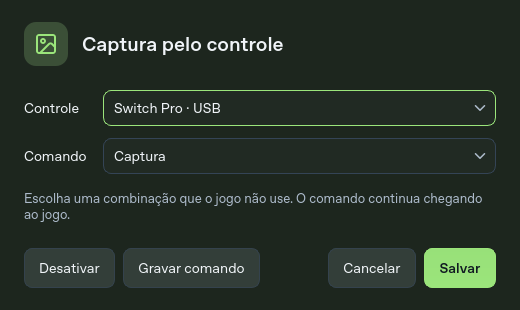 Captura pelo controle
Controle
Switch Pro · USB
Comando
Captura
Escolha uma combinação que o jogo não use. O comando continua chegando
ao jogo.
Desativar
Gravar comando
Cancelar
Salvar